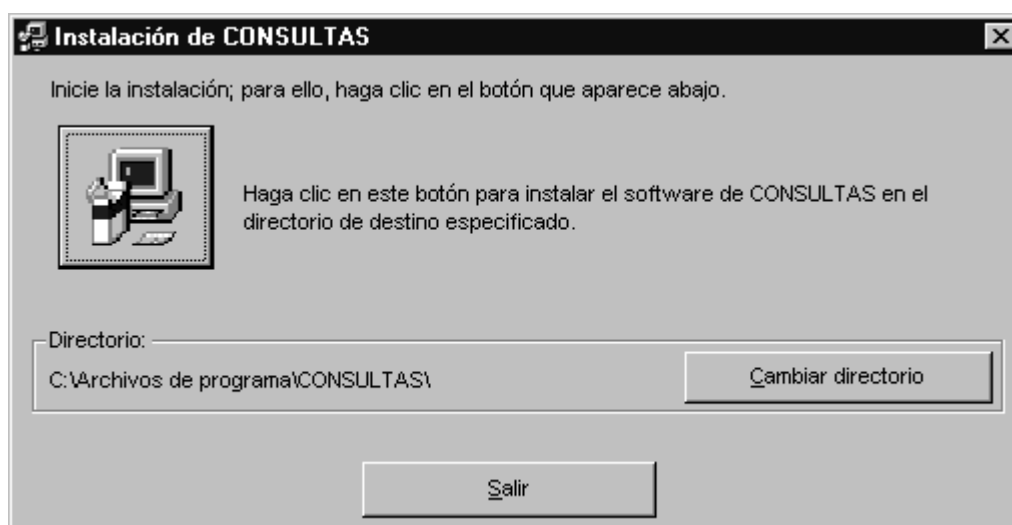 Instalación de CONSULTAS
Inicie la instalación; para ello, haga clic en el botón que aparece abajo.
Haga clic en este botón para instalar el software de CONSULTAS en el
directorio de destino especificado.
Directorio:
C:\Archivos de programa\CONSULTAS\
Cambiar directorio
Salir